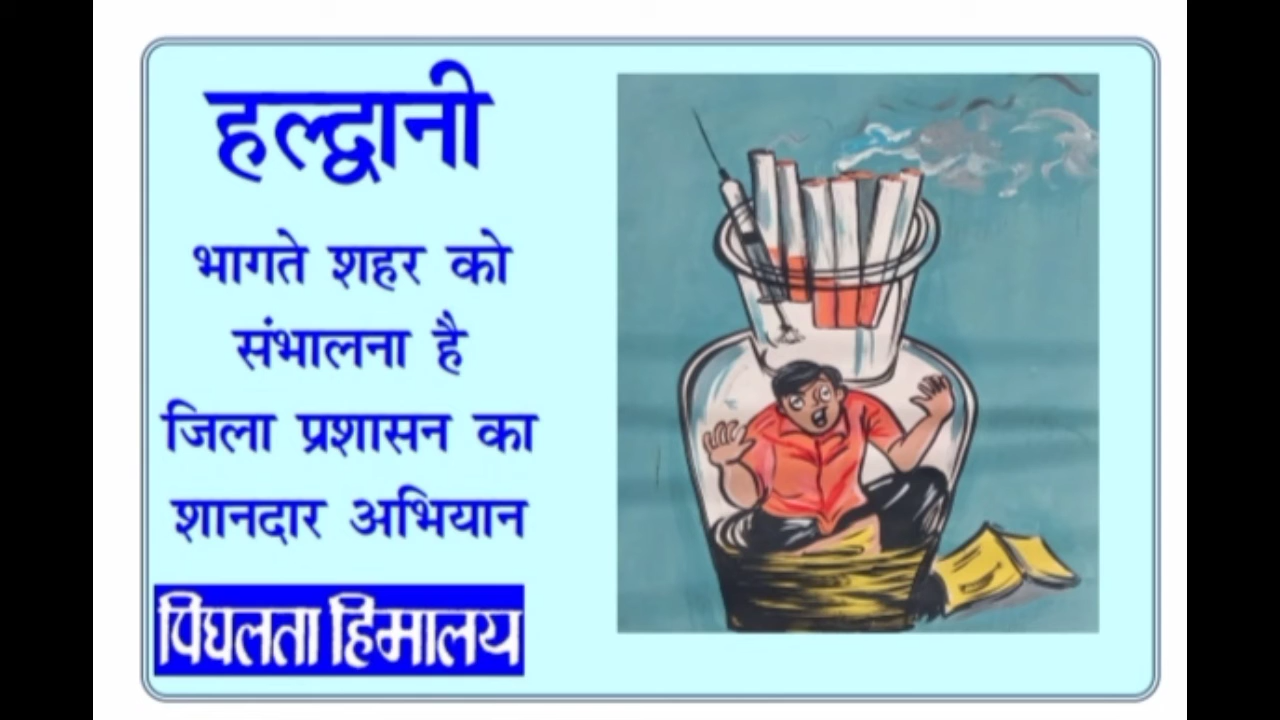 हल्द्वानी
भागते शहर को
संभालना है
जिला प्रशासन का
शानदार अभियान
पिघलता हिमालय